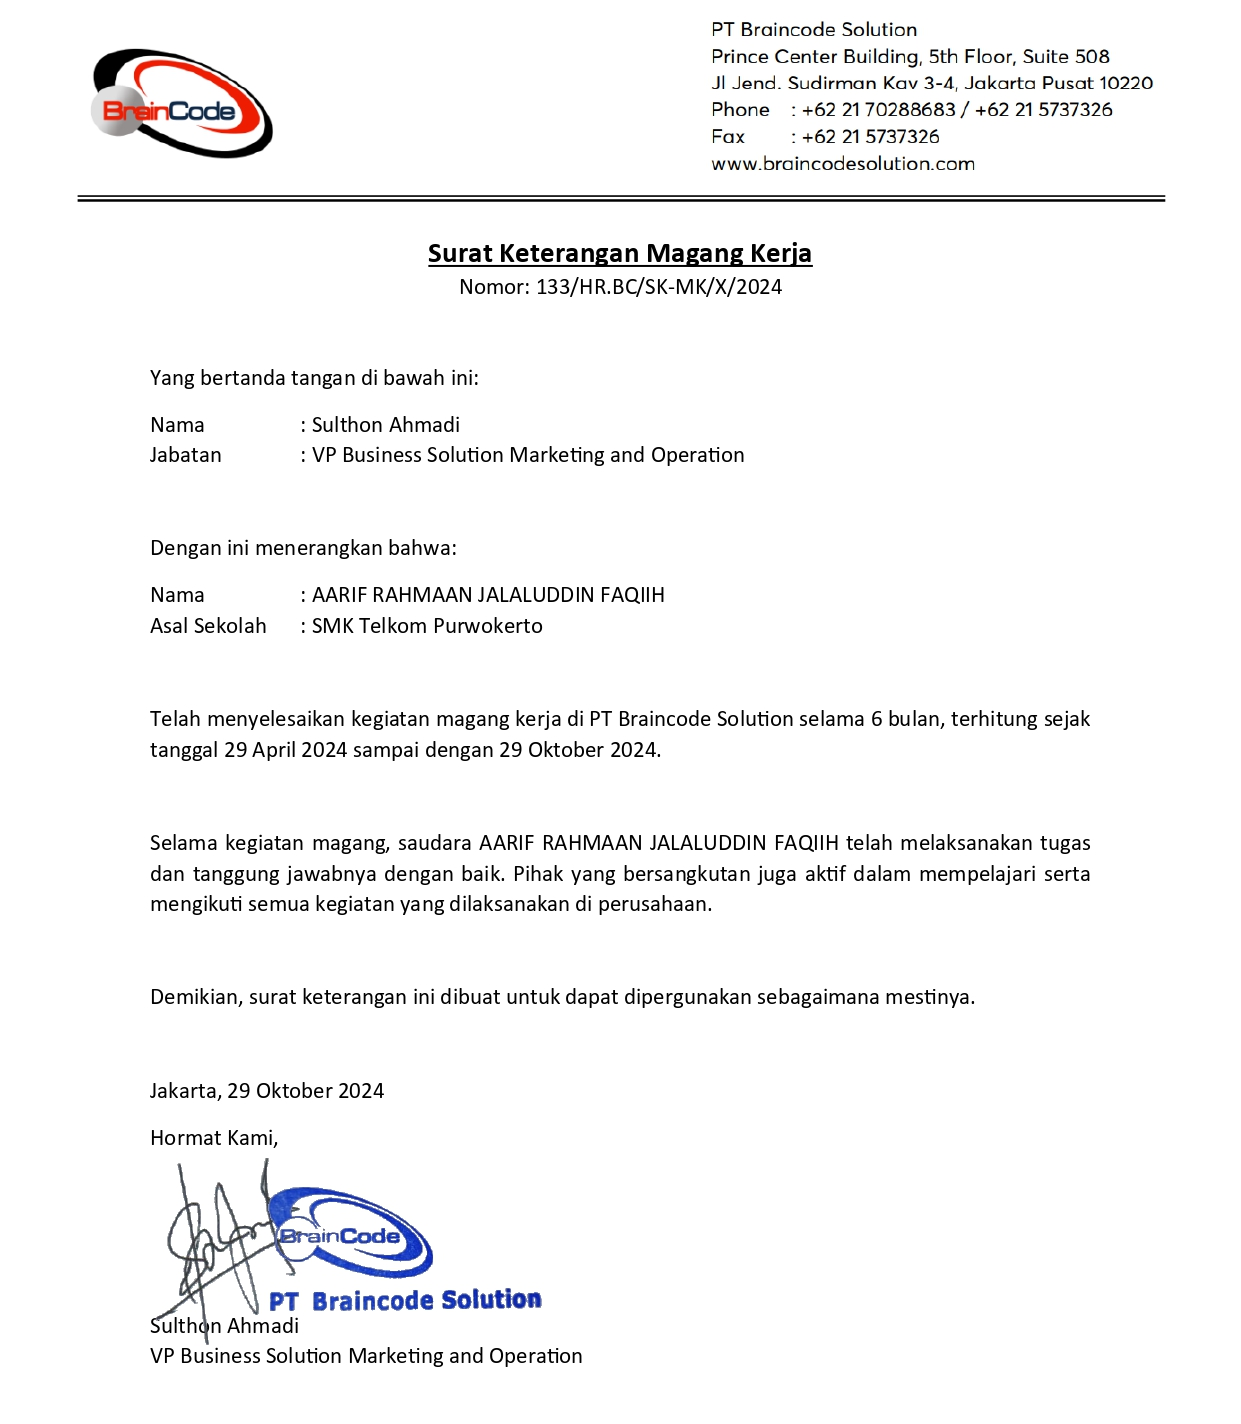 BrainCode
PT Braincode Solution
Prince Center Building, 5th Floor, Suite 508
Jl Jend. Sudirman Kav 3-4, Jakarta Pusat 10220
Phone : +62 21 70288683 / +62 21 5737326
Fax : +62 21 5737326
www.braincodesolution.com
Surat Keterangan Magang Kerja
Nomor: 133/HR.BC/SK-MK/X/2024
Yang bertanda tangan di bawah ini:
Nama : Sulthon Ahmadi
Jabatan : VP Business Solution Marketing and Operation
Dengan ini menerangkan bahwa:
Nama : AARIF RAHMAAN JALALUDDIN FAQIIH
Asal Sekolah : SMK Telkom Purwokerto
Telah menyelesaikan kegiatan magang kerja di PT Braincode Solution selama 6 bulan, terhitung sejak
tanggal 29 April 2024 sampai dengan 29 Oktober 2024.
Selama kegiatan magang, saudara AARIF RAHMAAN JALALUDDIN FAQIIH telah melaksanakan tugas
dan tanggung jawabnya dengan baik. Pihak yang bersangkutan juga aktif dalam mempelajari serta
mengikuti semua kegiatan yang dilaksanakan di perusahaan.
Demikian, surat keterangan ini dibuat untuk dapat dipergunakan sebagaimana mestinya.
Jakarta, 29 Oktober 2024
Hormat Kami,
BrainCode
PT Braincode Solution
Sulthon Ahmadi
VP Business Solution Marketing and Operation